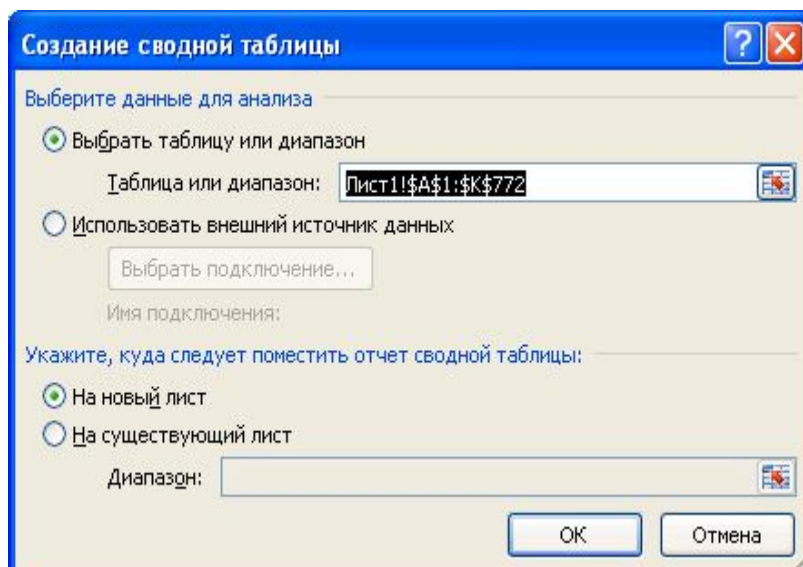 Создание сводной таблицы
?
Выберите данные для анализа
Выбрать таблицу или диапазон
Таблица или диапазон: Лист1!$A$1:$K$772
Использовать внешний источник данных
Выбрать подключение...
Имя подключения:
Укажите, куда следует поместить отчет сводной таблицы:
На новый лист
На существующий лист
Диапазон:
ОК Отмена